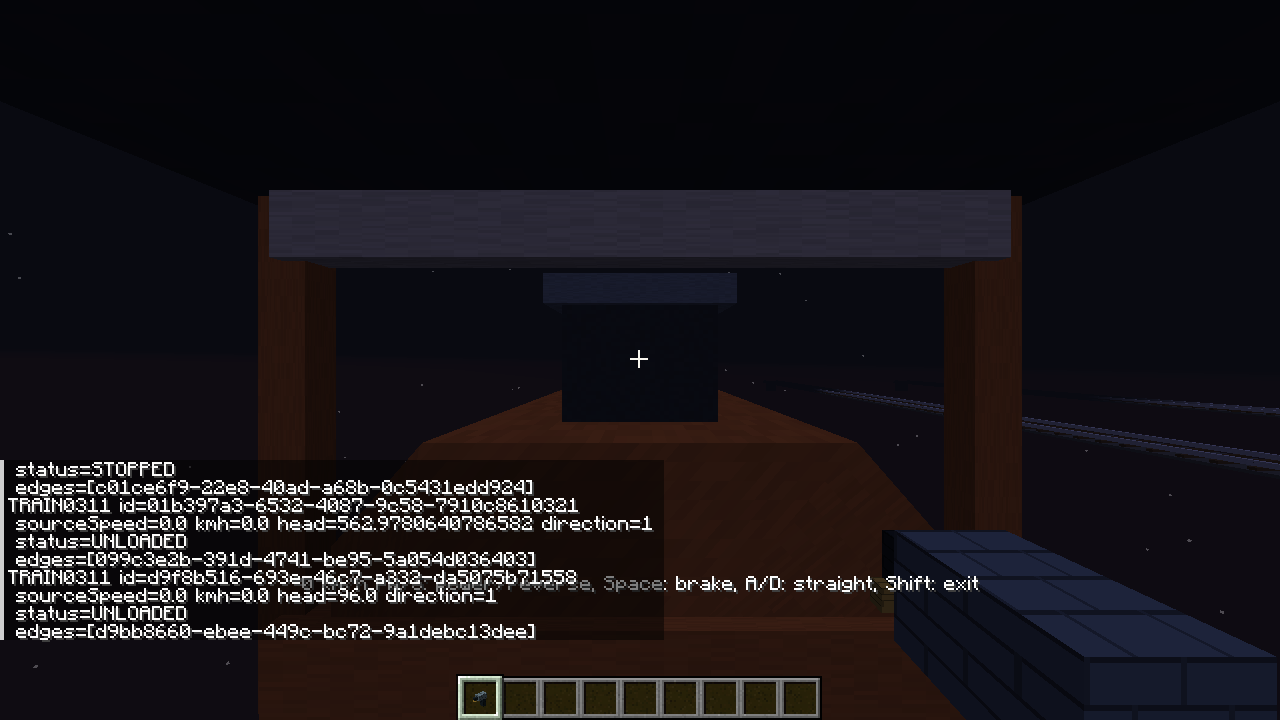 status=STOPPED
edges=[c01ce6f9-22e8-40ad-a68b-0c5431edd924]
TRAIN0311 id=01b397a3-6532-4087-9c58-7910c8610321
sourceSpeed=0.0 kmh=0.0 head=562.9780640786582 direction=1
status=UNLOADED
edges=[099c3e2b-391d-4741-be95-5a054d036403]
TRAIN0311 id=d9f8b516-693e-46c7-a332-da5075b71558
/reverse, Space: brake, A/D: straight, Shift: exit
sourceSpeed=0.0 kmh=0.0 head=96.0 direction=1
status=UNLOADED
edges=[d9bb8660-ebee-449c-bc72-9a1debc13dee]